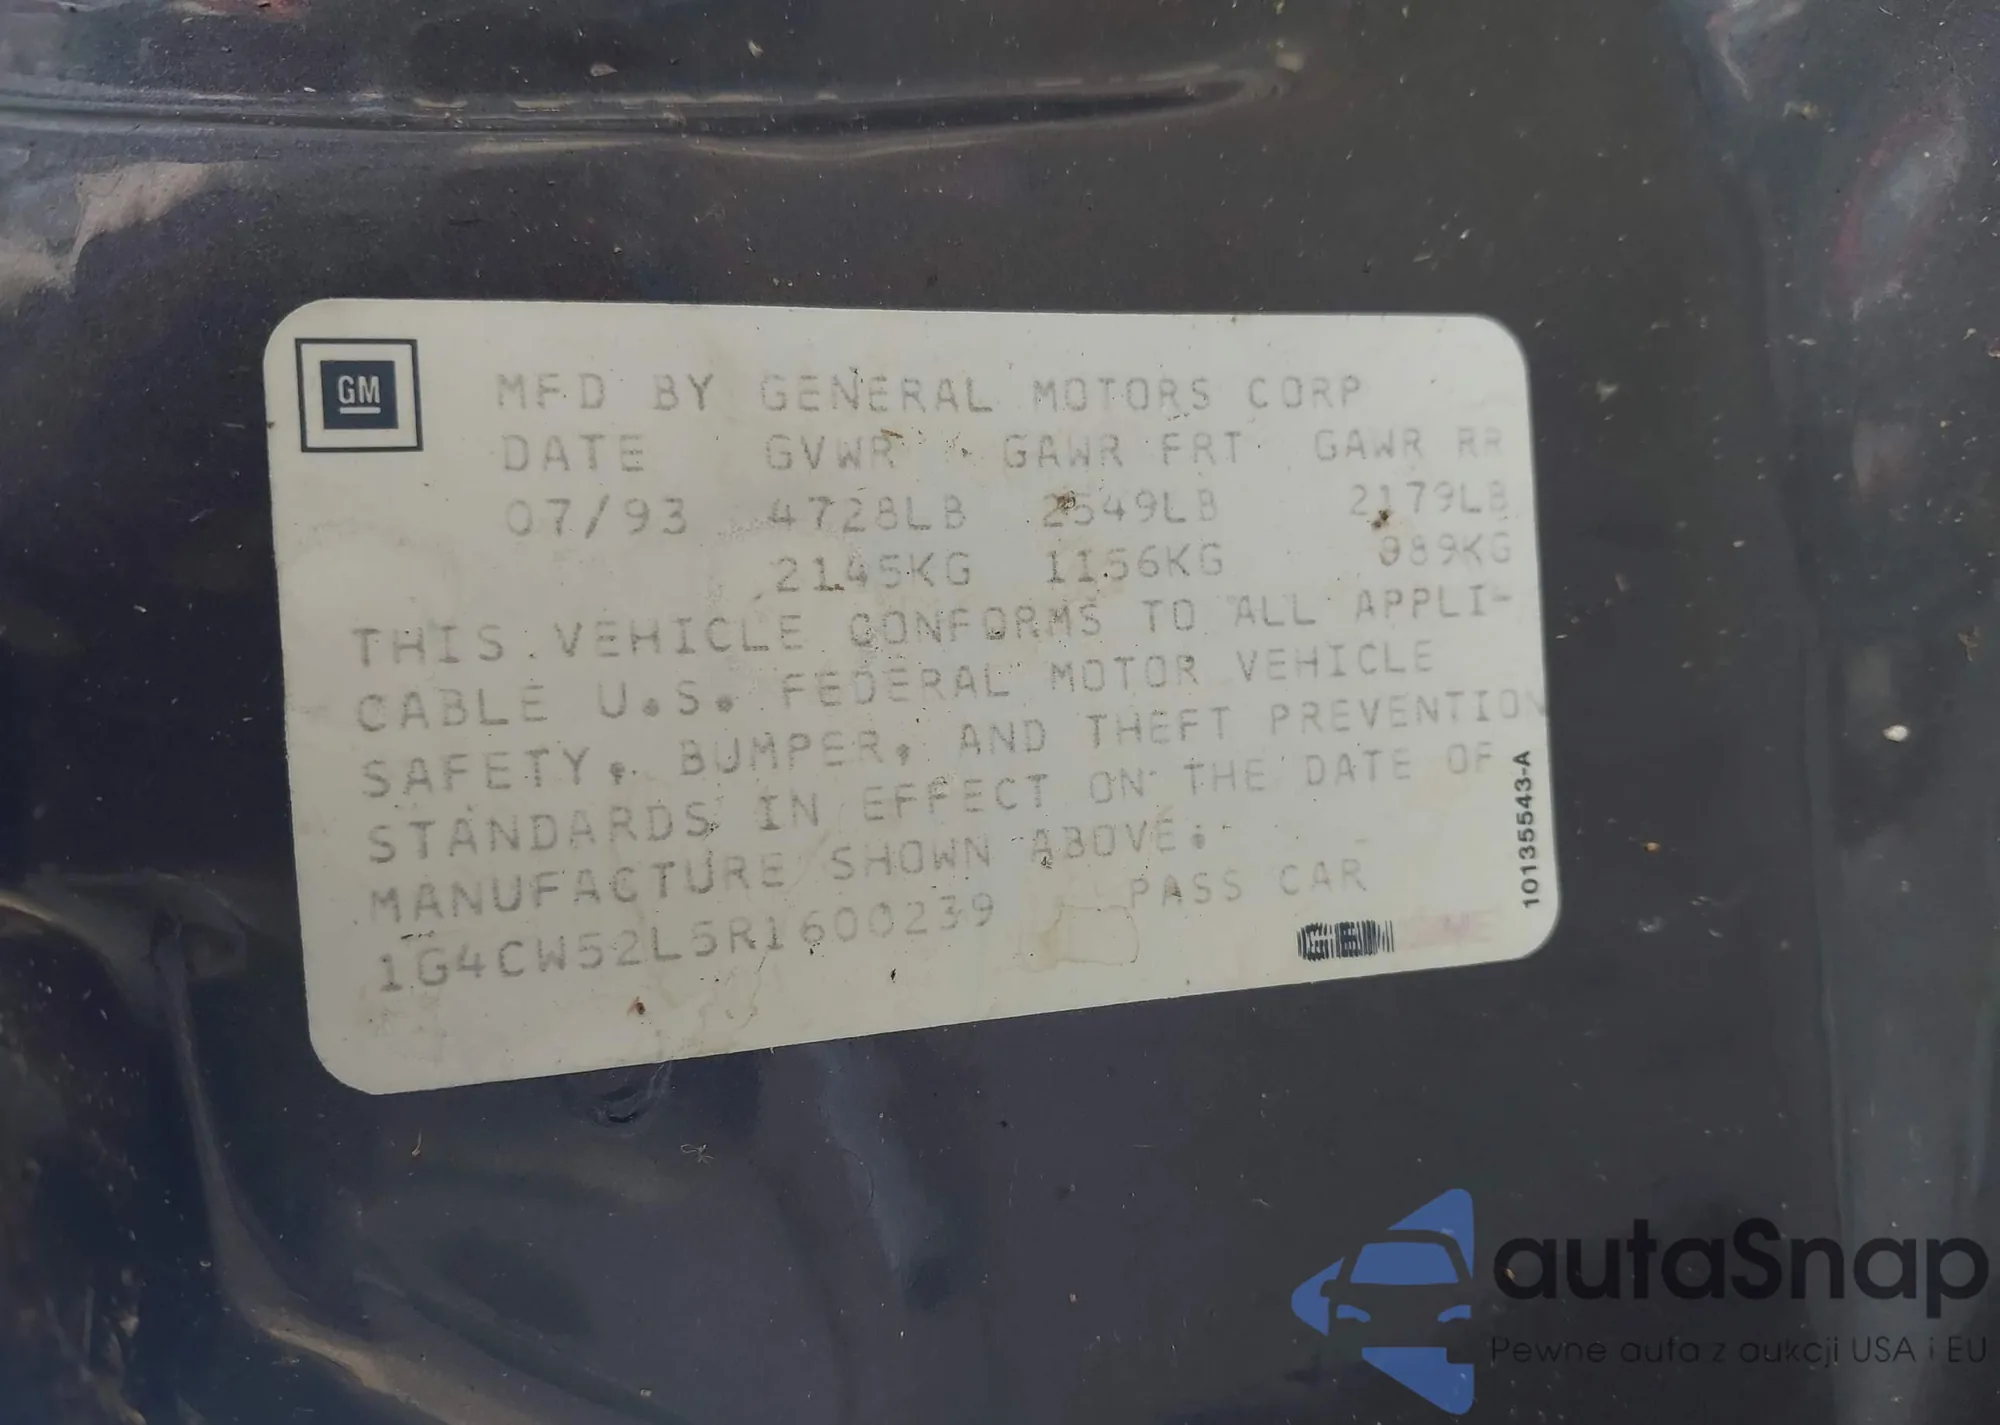 GM
MFD BY GENERAL MOTORS CORP
DATE GVWR GAWR FRT GAWR RR
07/93 4728LB 2549LB 2179LB
2145KG 1156KG 989KG
THIS VEHICLE CONFORMS TO ALL APPLI-
CABLE U.S. FEDERAL MOTOR VEHICLE
SAFETY, BUMPER, AND THEFT PREVENTION
STANDARDS IN EFFECT ON THE DATE OF
MANUFACTURE SHOWN ABOVE.
1G4CW52L5R1600239 PASS CAR
10135543-A
autaSnap
Pewne auta z aukcji USA i EU